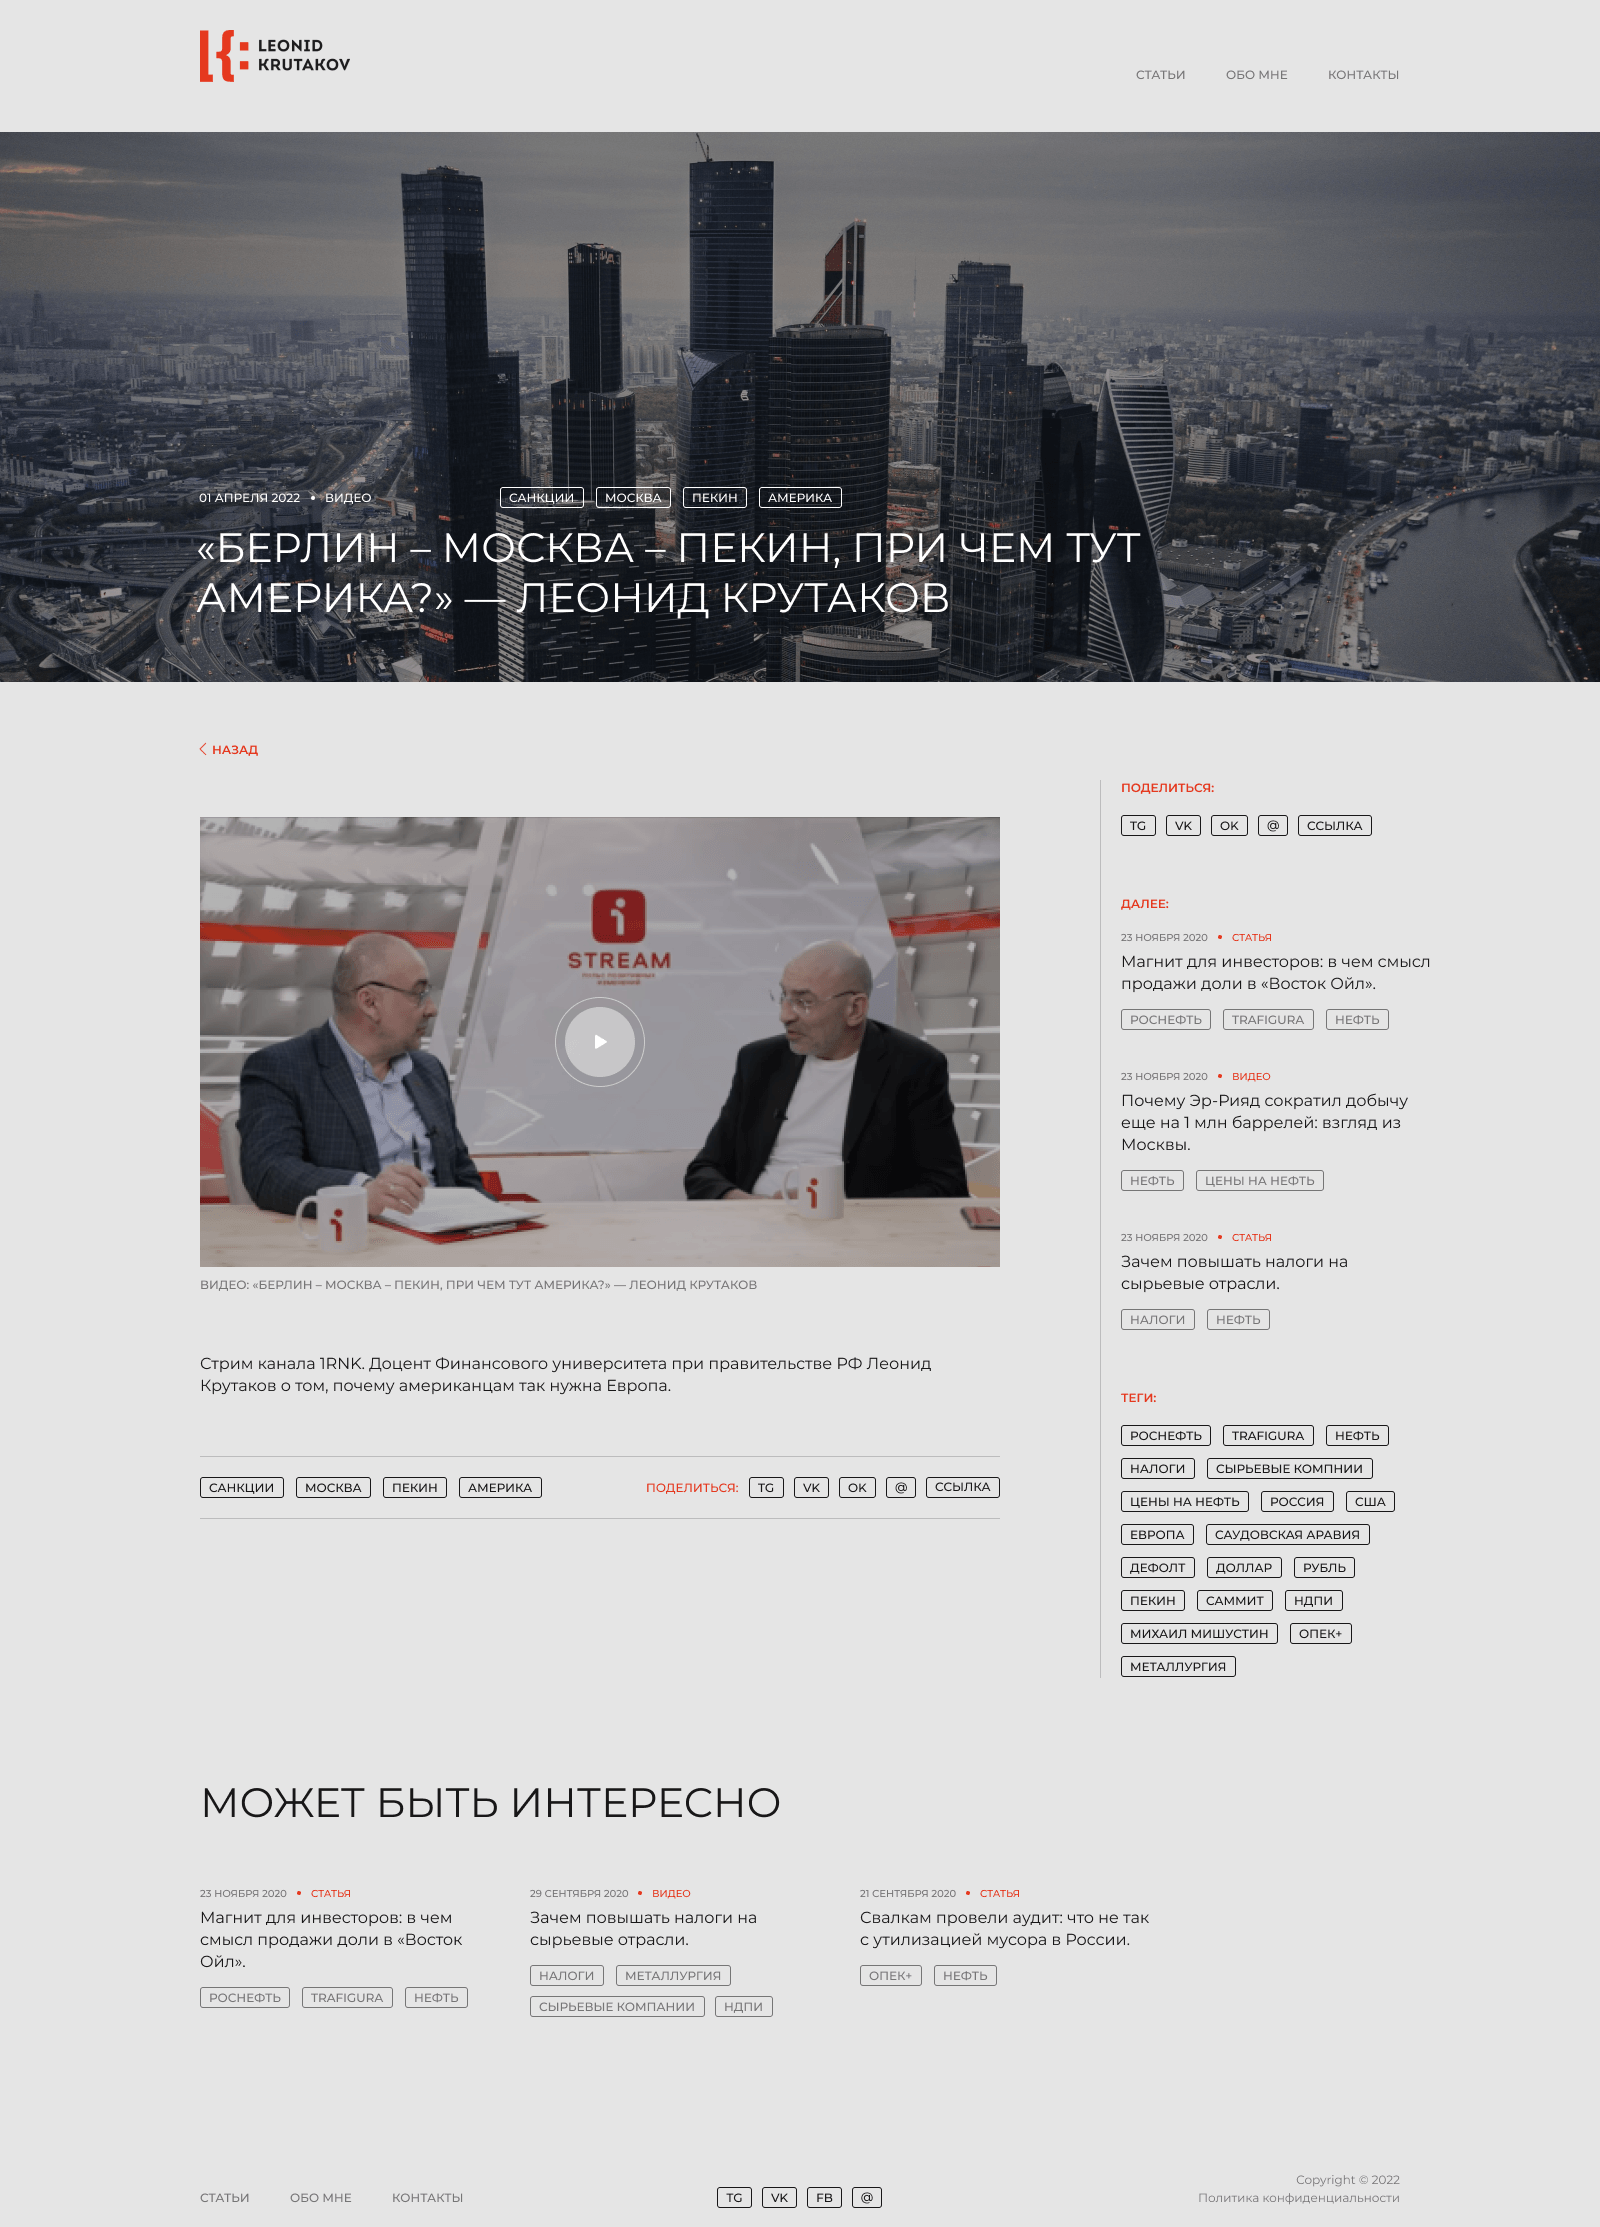 LEONID
KRUTAKOV
СТАТЬИ ОБО МНЕ КОНТАКТЫ
01 АПРЕЛЯ 2022 • ВИДЕО САНКЦИИ МОСКВА ПЕКИН АМЕРИКА
«БЕРЛИН – МОСКВА – ПЕКИН, ПРИ ЧЕМ ТУТ
АМЕРИКА?» — ЛЕОНИД КРУТАКОВ
НАЗАД
STREAM
ВИДЕО: «БЕРЛИН – МОСКВА – ПЕКИН, ПРИ ЧЕМ ТУТ АМЕРИКА?» — ЛЕОНИД КРУТАКОВ
Стрим канала 1RNK. Доцент Финансового университета при правительстве РФ Леонид
Крутаков о том, почему американцам так нужна Европа.
САНКЦИИ МОСКВА ПЕКИН АМЕРИКА ПОДЕЛИТЬСЯ: TG VK OK @ ССЫЛКА
ПОДЕЛИТЬСЯ:
TG VK OK @ ССЫЛКА
ДАЛЕЕ:
23 НОЯБРЯ 2020 • СТАТЬЯ
Магнит для инвесторов: в чем смысл
продажи доли в «Восток Ойл».
РОСНЕФТЬ TRAFIGURA НЕФТЬ
23 НОЯБРЯ 2020 • ВИДЕО
Почему Эр-Рияд сократил добычу
еще на 1 млн баррелей: взгляд из
Москвы.
НЕФТЬ ЦЕНЫ НА НЕФТЬ
23 НОЯБРЯ 2020 • СТАТЬЯ
Зачем повышать налоги на
сырьевые отрасли.
НАЛОГИ НЕФТЬ
ТЕГИ:
РОСНЕФТЬ TRAFIGURA НЕФТЬ
НАЛОГИ СЫРЬЕВЫЕ КОМПНИИ
ЦЕНЫ НА НЕФТЬ РОССИЯ США
ЕВРОПА САУДОВСКАЯ АРАВИЯ
ДЕФОЛТ ДОЛЛАР РУБЛЬ
ПЕКИН САММИТ НДПИ
МИХАИЛ МИШУСТИН ОПЕК+
МЕТАЛЛУРГИЯ
МОЖЕТ БЫТЬ ИНТЕРЕСНО
23 НОЯБРЯ 2020 • СТАТЬЯ
Магнит для инвесторов: в чем
смысл продажи доли в «Восток
Ойл».
РОСНЕФТЬ TRAFIGURA НЕФТЬ
29 СЕНТЯБРЯ 2020 • ВИДЕО
Зачем повышать налоги на
сырьевые отрасли.
НАЛОГИ МЕТАЛЛУРГИЯ
СЫРЬЕВЫЕ КОМПАНИИ НДПИ
21 СЕНТЯБРЯ 2020 • СТАТЬЯ
Свалкам провели аудит: что не так
с утилизацией мусора в России.
ОПЕК+ НЕФТЬ
СТАТЬИ ОБО МНЕ КОНТАКТЫ
TG VK FB @
Copyright © 2022
Политика конфиденциальности